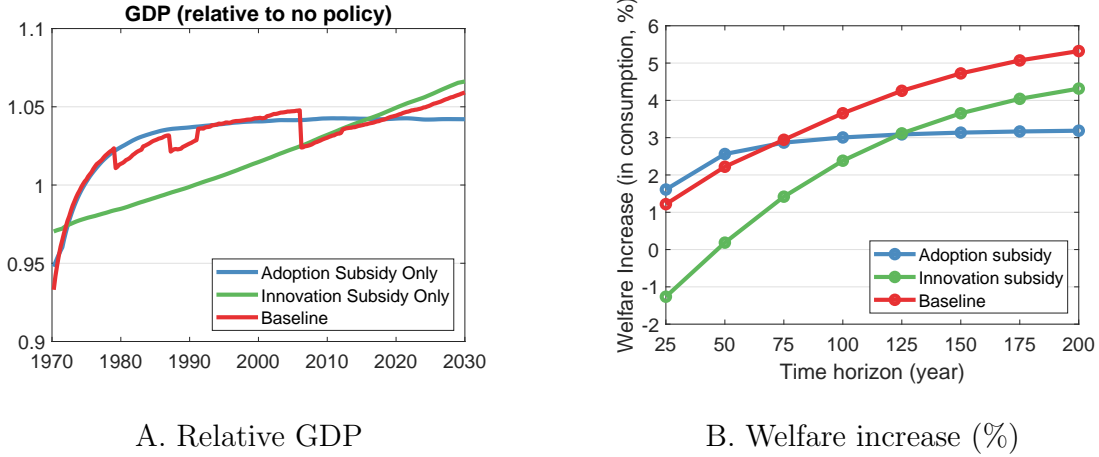 GDP (relative to no policy)
1.1
1.05
1
0.95
0.9
Adoption Subsidy Only
Innovation Subsidy Only
Baseline
1970 1980 1990 2000 2010 2020 2030
A. Relative GDP
Welfare Increase (in consumption, %)
6
5
4
3
2
1
0
-1
-2
Adoption subsidy
Innovation subsidy
Baseline
25 50 75 100 125 150 175 200
Time horizon (year)
B. Welfare increase (%)